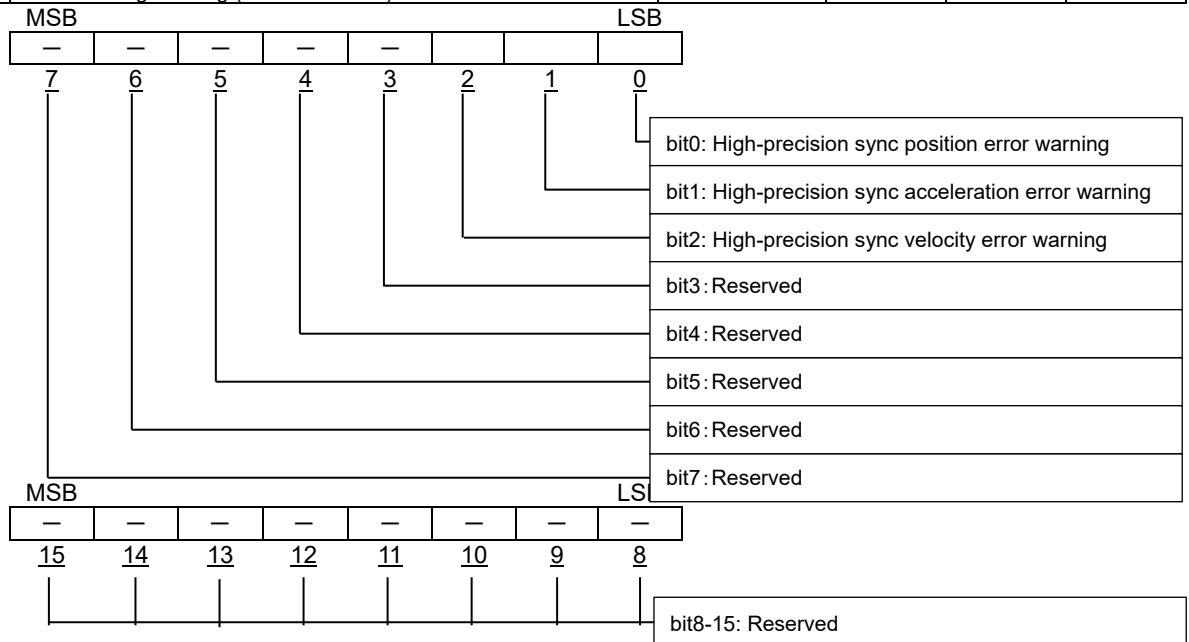 MSB LSB
– – – – –
7 6 5 4 3 2 1 0
bit0: High-precision sync position error warning
bit1: High-precision sync acceleration error warning
bit2: High-precision sync velocity error warning
bit3:Reserved
bit4:Reserved
bit5:Reserved
bit6:Reserved
bit7:Reserved
MSB
– – – – – – – –
15 14 13 12 11 10 9 8
bit8-15: Reserved